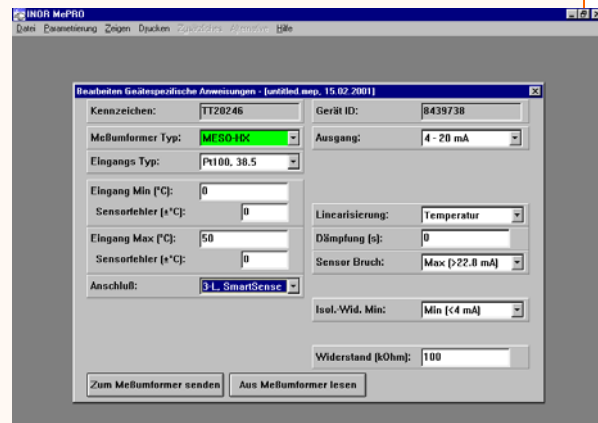 INOR MePRO
Datei Parametrierung Zeigen Drucken Zusätzliches Alternative Hilfe
Bearbeiten Gerätespezifische Anweisungen - [untitled.mep, 15.02.2001]
Kennzeichen: TT20246 Gerät ID: 8439738
Meßumformer Typ: MESO-HX Ausgang: 4 - 20 mA
Eingangs Typ: Pt100, 38.5
Eingang Min (°C): 0
Sensorfehler (±°C): 0 Linearisierung: Temperatur
Eingang Max (°C): 50 Dämpfung (s): 0
Sensorfehler (±°C): 0 Sensor Bruch: Max (>22.8 mA)
Anschluß: 3-L, SmartSense
Isol.-Wid. Min: Min (<4 mA)
Widerstand (kOhm): 100
Zum Meßumformer senden Aus Meßumformer lesen